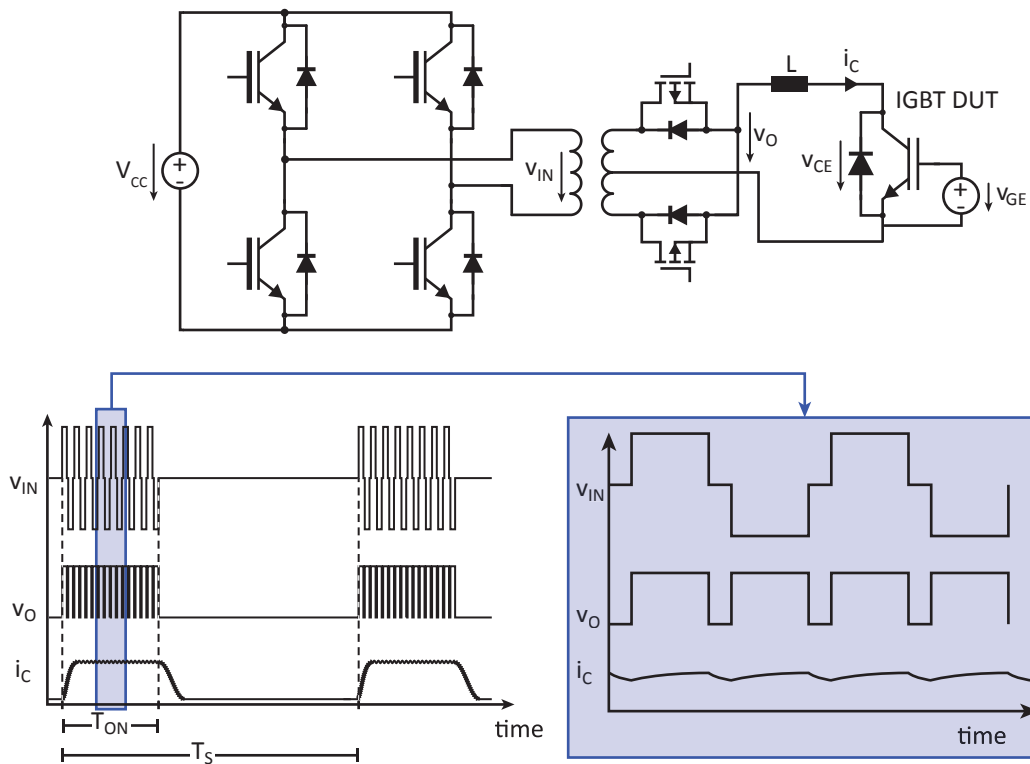 L
i_C
IGBT DUT
V_CC
+
-
v_IN
v_O
v_CE
+
-
v_GE
v_IN
v_O
i_C
T_ON
time
T_S
v_IN
v_O
i_C
time